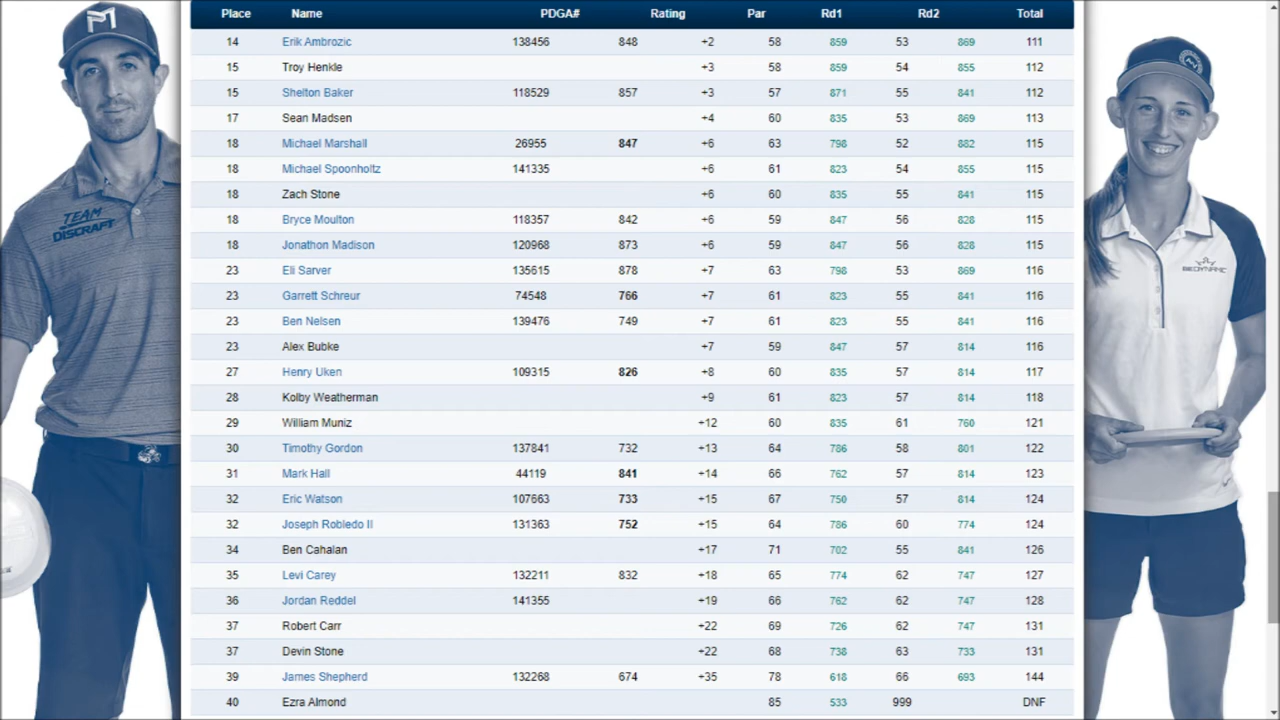 Place Name PDGA# Rating Par Rd1 Rd2 Total
14 Erik Ambrozic 138456 848 +2 58 859 53 869 111
15 Troy Henkle +3 58 859 54 855 112
15 Shelton Baker 118529 857 +3 57 871 55 841 112
17 Sean Madsen +4 60 835 53 869 113
18 Michael Marshall 26955 847 +6 63 798 52 882 115
18 Michael Spoonholtz 141335 +6 61 823 54 855 115
18 Zach Stone +6 60 835 55 841 115
18 Bryce Moulton 118357 842 +6 59 847 56 828 115
18 Jonathon Madison 120968 873 +6 59 847 56 828 115
23 Eli Sarver 135615 878 +7 63 798 53 869 116
23 Garrett Schreur 74548 766 +7 61 823 55 841 116
23 Ben Nelsen 139476 749 +7 61 823 55 841 116
23 Alex Bubke +7 59 847 57 814 116
27 Henry Uken 109315 826 +8 60 835 57 814 117
28 Kolby Weatherman +9 61 823 57 814 118
29 William Muniz +12 60 835 61 760 121
30 Timothy Gordon 137841 732 +13 64 786 58 801 122
31 Mark Hall 44119 841 +14 66 762 57 814 123
32 Eric Watson 107663 733 +15 67 750 57 814 124
32 Joseph Robledo II 131363 752 +15 64 786 60 774 124
34 Ben Cahalan +17 71 702 55 841 126
35 Levi Carey 132211 832 +18 65 774 62 747 127
36 Jordan Reddel 141355 +19 66 762 62 747 128
37 Robert Carr +22 69 726 62 747 131
37 Devin Stone +22 68 738 63 733 131
39 James Shepherd 132268 674 +35 78 618 66 693 144
40 Ezra Almond 85 533 999 DNF
TEAM
DISCRAFT